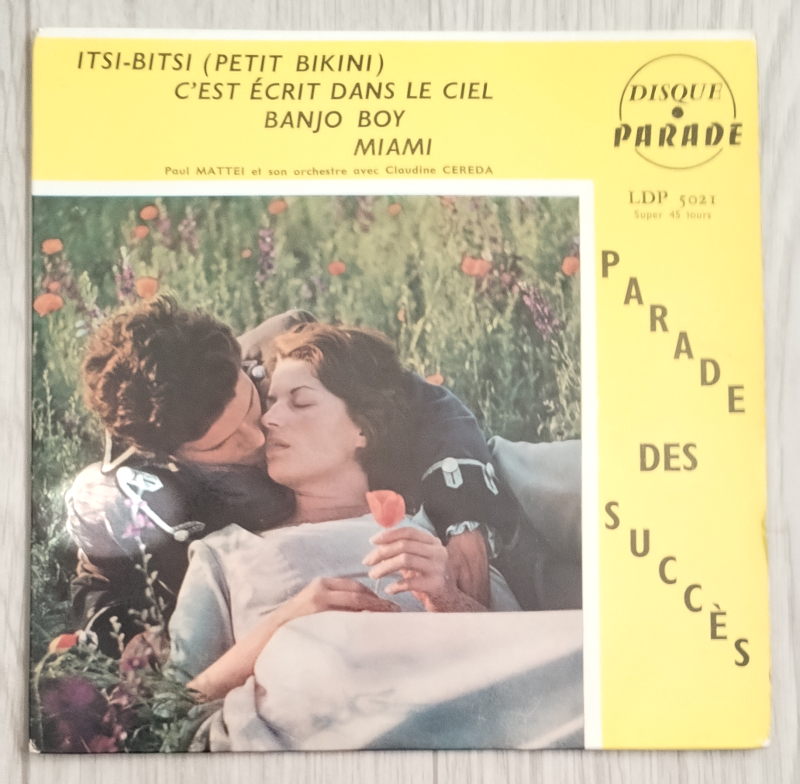 ITSI-BITSI (PETIT BIKINI)
C'EST ÉCRIT DANS LE CIEL
BANJO BOY
MIAMI
Paul MATTEI et son orchestre avec Claudine CEREDA
DISQUE
PARADE
LDP 5021
Super 45 tours
PARADE
DES
SUCCÈS